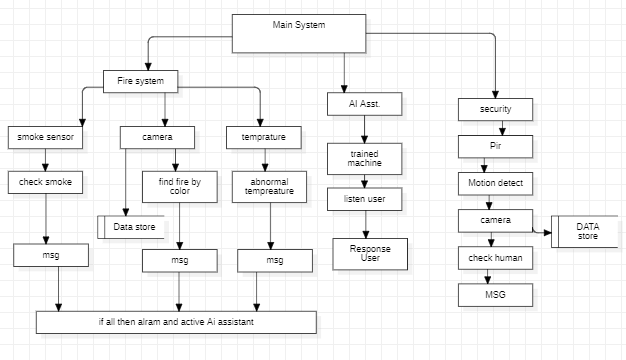 Main System
Fire system
AI Asst.
security
smoke sensor
camera
temprature
Pir
trained
machine
check smoke
find fire by
color
abnormal
tempreature
Motion detect
listen user
Data store
camera
DATA
store
msg
msg
msg
Response
User
check human
MSG
if all then alram and active Ai assistant